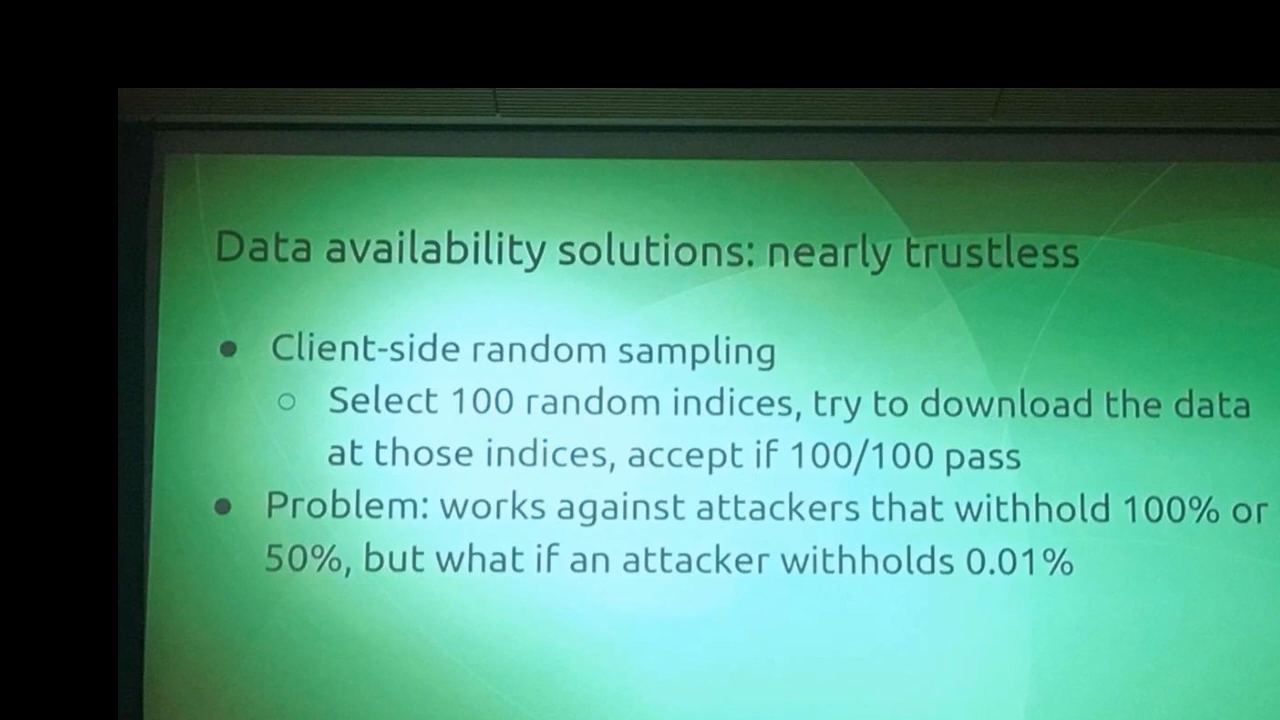 Data availability solutions: nearly trustless
● Client-side random sampling
○ Select 100 random indices, try to download the data
at those indices, accept if 100/100 pass
● Problem: works against attackers that withhold 100% or
50%, but what if an attacker withholds 0.01%